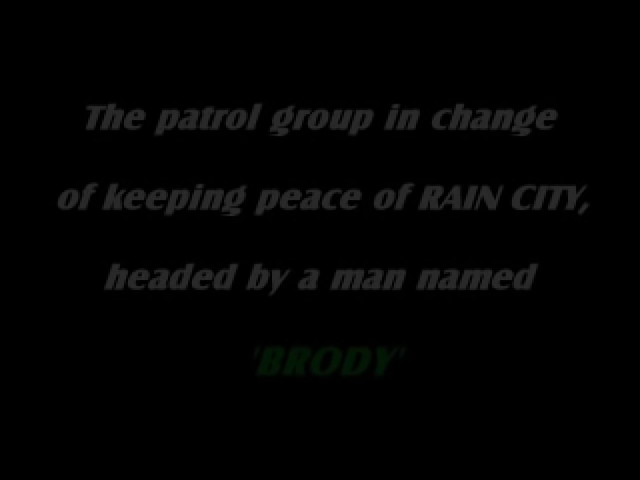 The patrol group in change
of keeping peace of RAIN CITY,
headed by a man named
'BRODY'